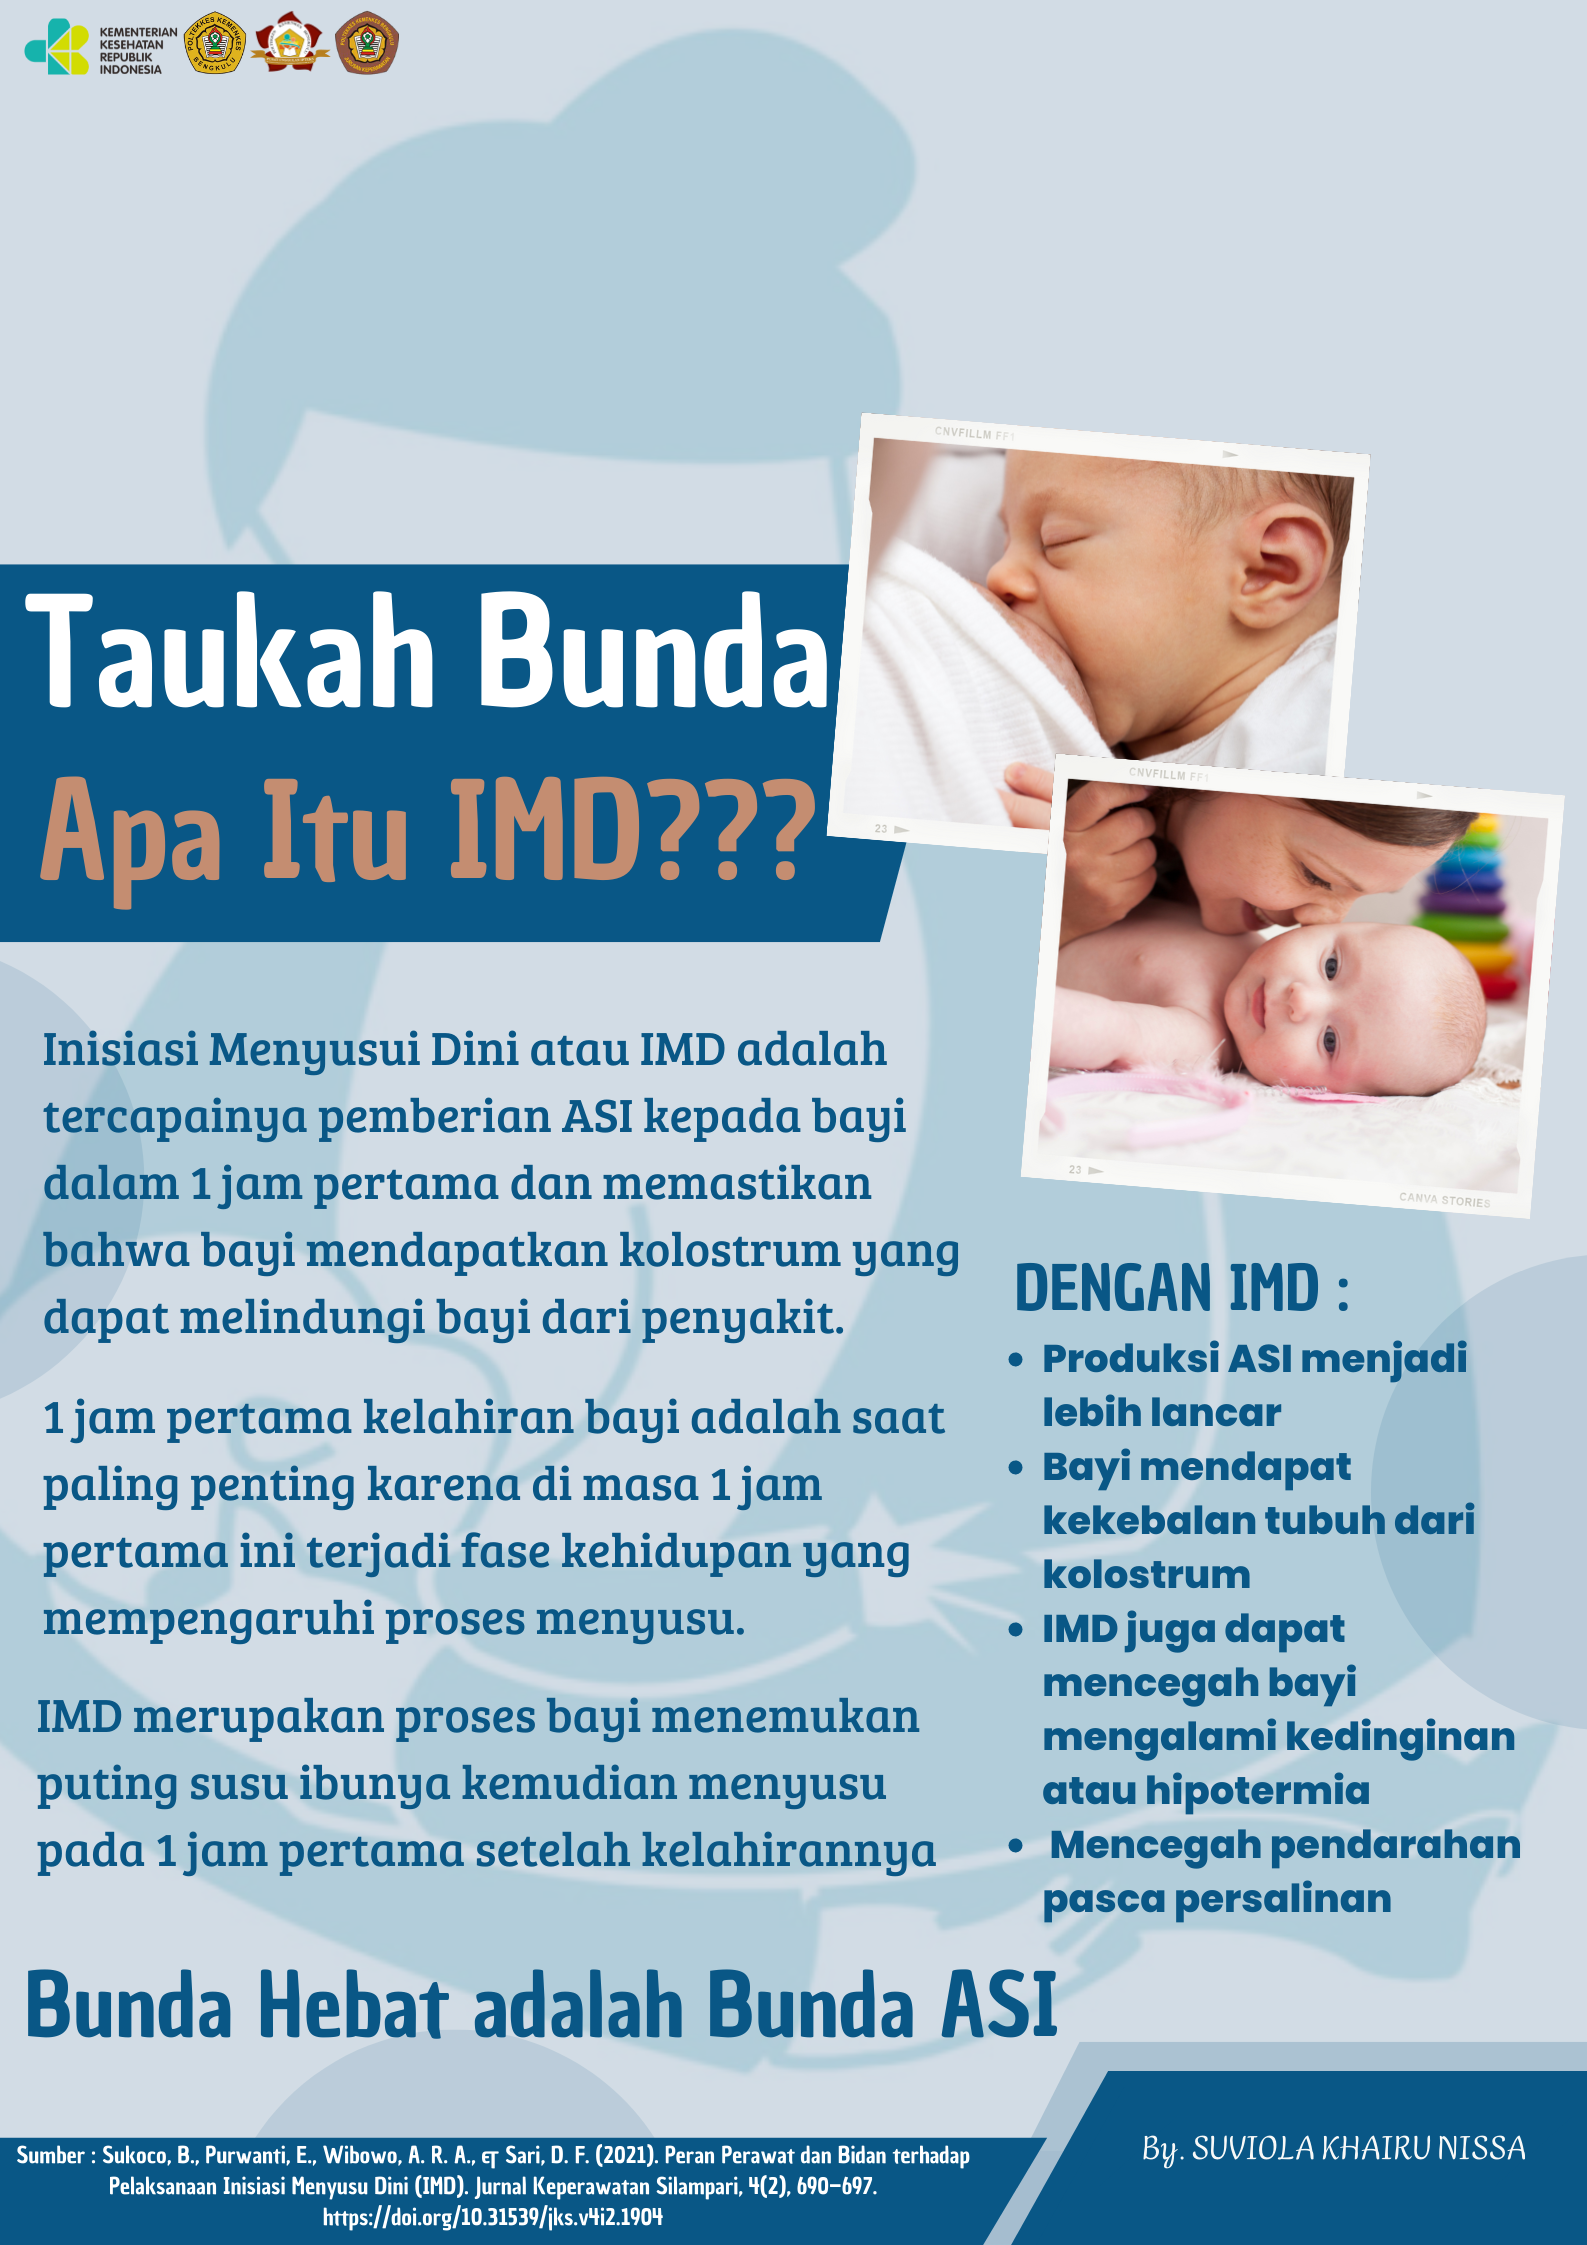 KEMENTERIAN
KESEHATAN
REPUBLIK
INDONESIA
POLTEKKES KEMENKES
BENGKULU
CNVFILLM FF1
Taukah Bunda
Apa Itu IMD???
23
CNVFILLM FF1
23
CANVA STORIES
Inisiasi Menyusui Dini atau IMD adalah
tercapainya pemberian ASI kepada bayi
dalam 1 jam pertama dan memastikan
bahwa bayi mendapatkan kolostrum yang
dapat melindungi bayi dari penyakit.
1 jam pertama kelahiran bayi adalah saat
paling penting karena di masa 1 jam
pertama ini terjadi fase kehidupan yang
mempengaruhi proses menyusu.
IMD merupakan proses bayi menemukan
puting susu ibunya kemudian menyusu
pada 1 jam pertama setelah kelahirannya
DENGAN IMD :
• Produksi ASI menjadi
lebih lancar
• Bayi mendapat
kekebalan tubuh dari
kolostrum
• IMD juga dapat
mencegah bayi
mengalami kedinginan
atau hipotermia
• Mencegah pendarahan
pasca persalinan
Bunda Hebat adalah Bunda ASI
Sumber : Sukoco, B., Purwanti, E., Wibowo, A. R. A., & Sari, D. F. (2021). Peran Perawat dan Bidan terhadap
Pelaksanaan Inisiasi Menyusu Dini (IMD). Jurnal Keperawatan Silampari, 4(2), 690–697.
https://doi.org/10.31539/jks.v4i2.1904
By. SUVIOLA KHAIRU NISSA